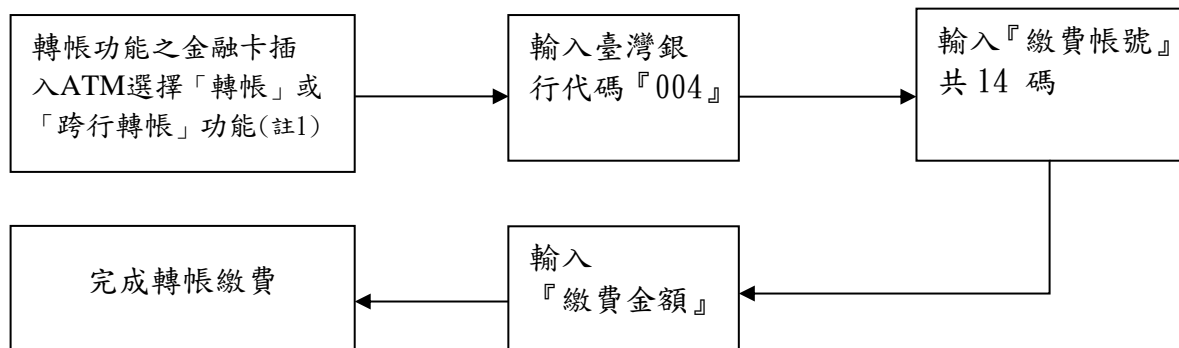 轉帳功能之金融卡插
入ATM選擇「轉帳」或
「跨行轉帳」功能(註1)
輸入臺灣銀
行代碼『004』
輸入『繳費帳號』
共 14 碼
輸入
『繳費金額』
完成轉帳繳費